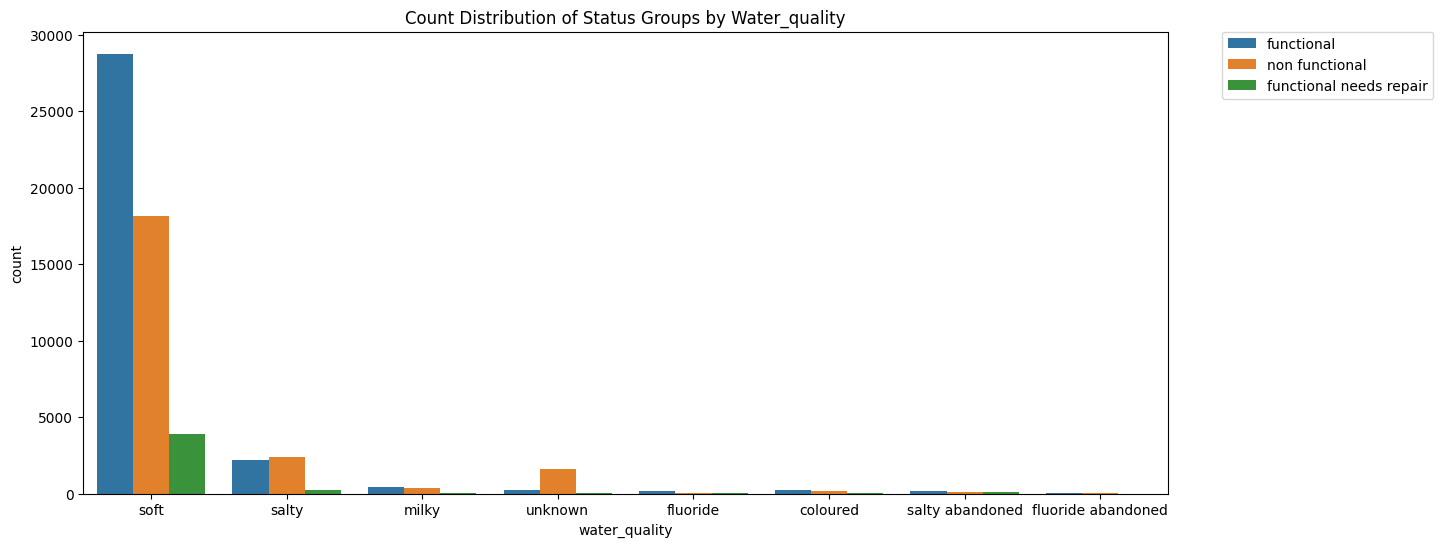 Count Distribution of Status Groups by Water_quality
30000
25000
20000
15000
10000
5000
0
count
soft salty milky unknown fluoride coloured salty abandoned fluoride abandoned
water_quality
functional
non functional
functional needs repair